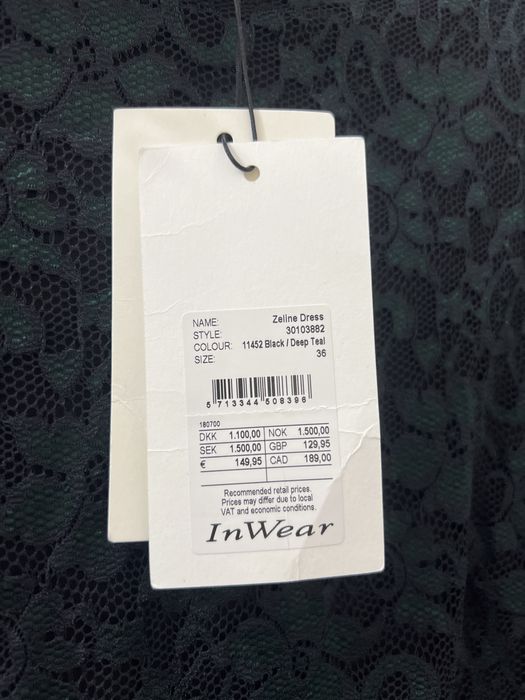 NAME: Zeline Dress
STYLE: 30103882
COLOUR: 11452 Black / Deep Teal
SIZE: 36
5 713344 508396
180700
DKK 1.100,00 NOK 1.500,00
SEK 1.500,00 GBP 129,95
€ 149,95 CAD 189,00
Recommended retail prices.
Prices may differ due to local
VAT and economic conditions.
InWear